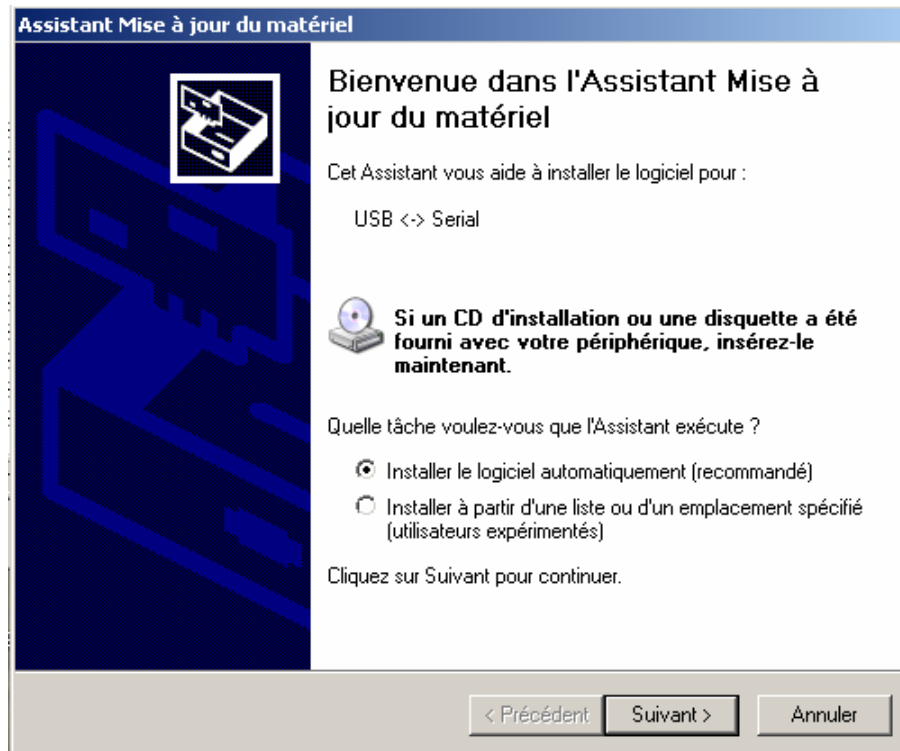 Assistant Mise à jour du matériel
Bienvenue dans l'Assistant Mise à
jour du matériel
Cet Assistant vous aide à installer le logiciel pour :
USB <-> Serial
Si un CD d'installation ou une disquette a été
fourni avec votre périphérique, insérez-le
maintenant.
Quelle tâche voulez-vous que l'Assistant exécute ?
Installer le logiciel automatiquement (recommandé)
Installer à partir d'une liste ou d'un emplacement spécifié
(utilisateurs expérimentés)
Cliquez sur Suivant pour continuer.
< Précédent Suivant > Annuler